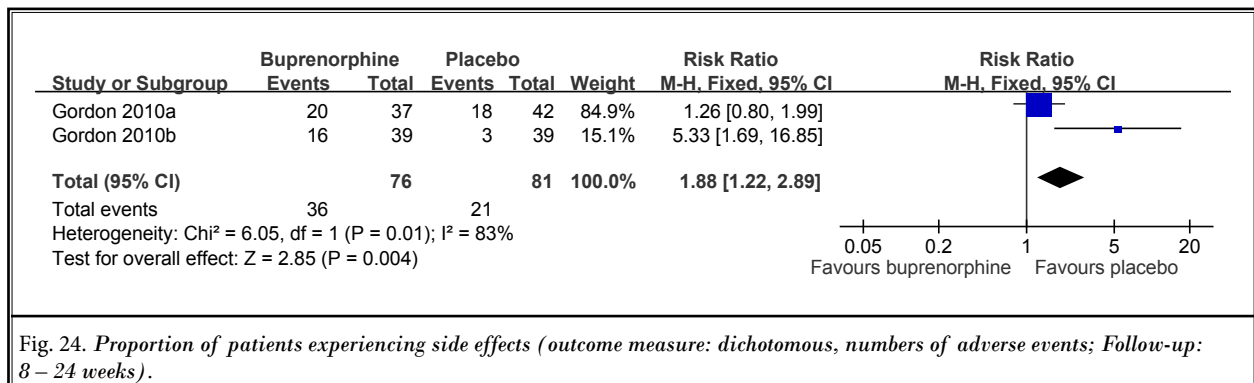 Buprenorphine Placebo Risk Ratio Risk Ratio
Study or Subgroup Events Total Events Total Weight M-H, Fixed, 95% CI M-H, Fixed, 95% CI
Gordon 2010a 20 37 18 42 84.9% 1.26 [0.80, 1.99]
Gordon 2010b 16 39 3 39 15.1% 5.33 [1.69, 16.85]
Total (95% CI) 76 81 100.0% 1.88 [1.22, 2.89]
Total events 36 21
Heterogeneity: Chi² = 6.05, df = 1 (P = 0.01); I² = 83%
Test for overall effect: Z = 2.85 (P = 0.004)
0.05 0.2 1 5 20
Favours buprenorphine Favours placebo
Fig. 24. Proportion of patients experiencing side effects (outcome measure: dichotomous, numbers of adverse events; Follow-up:
8 – 24 weeks).